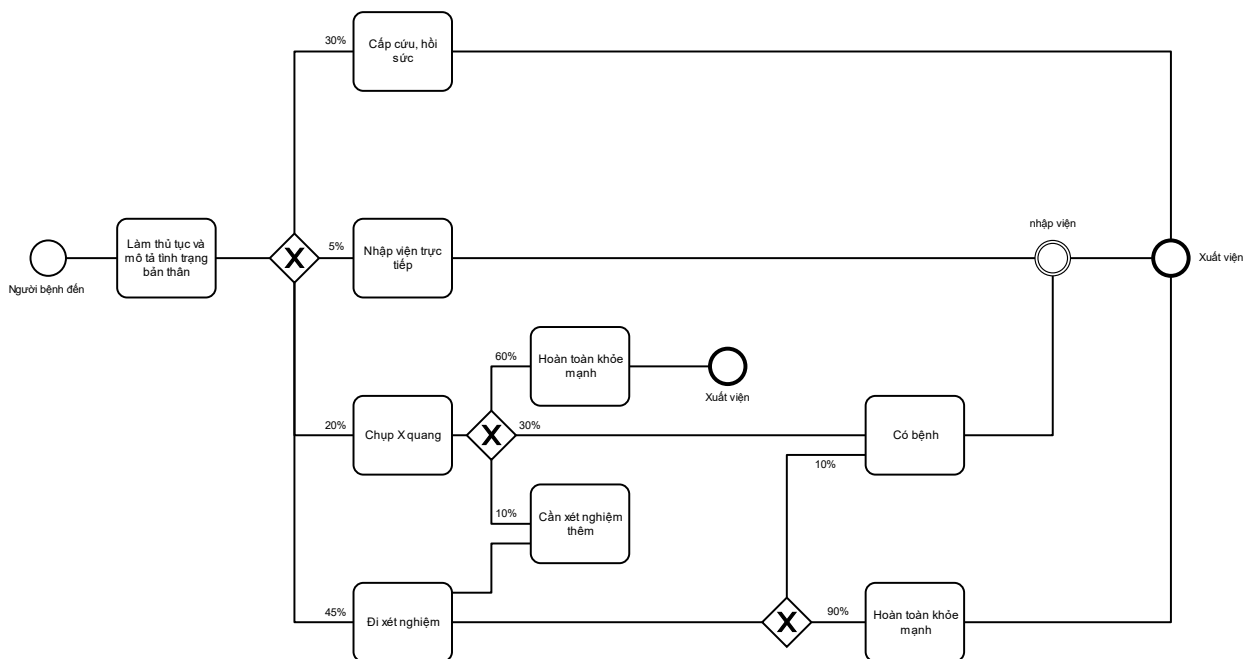 30%
Cấp cứu, hồi
sức
Người bệnh đến
Làm thủ tục và
mô tả tình trạng
bản thân
X
5%
Nhập viện trực
tiếp
nhập viện
Xuất viện
60%
Hoàn toàn khỏe
mạnh
Xuất viện
20%
Chụp X quang
X
30%
Có bệnh
10%
10%
Cần xét nghiệm
thêm
45%
Đi xét nghiệm
X
90%
Hoàn toàn khỏe
mạnh